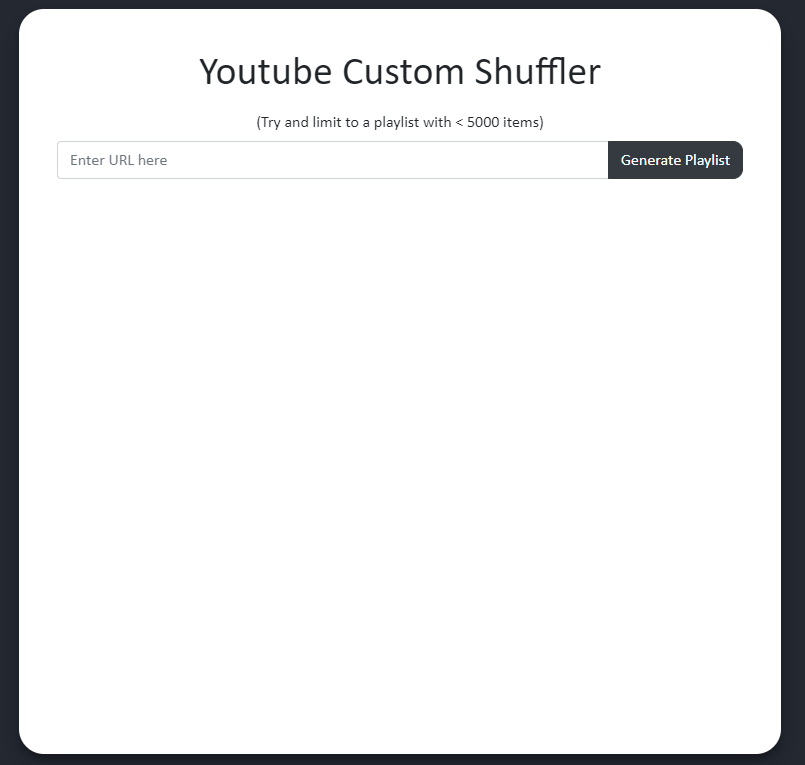 Youtube Custom Shuffler
(Try and limit to a playlist with < 5000 items)
Enter URL here
Generate Playlist